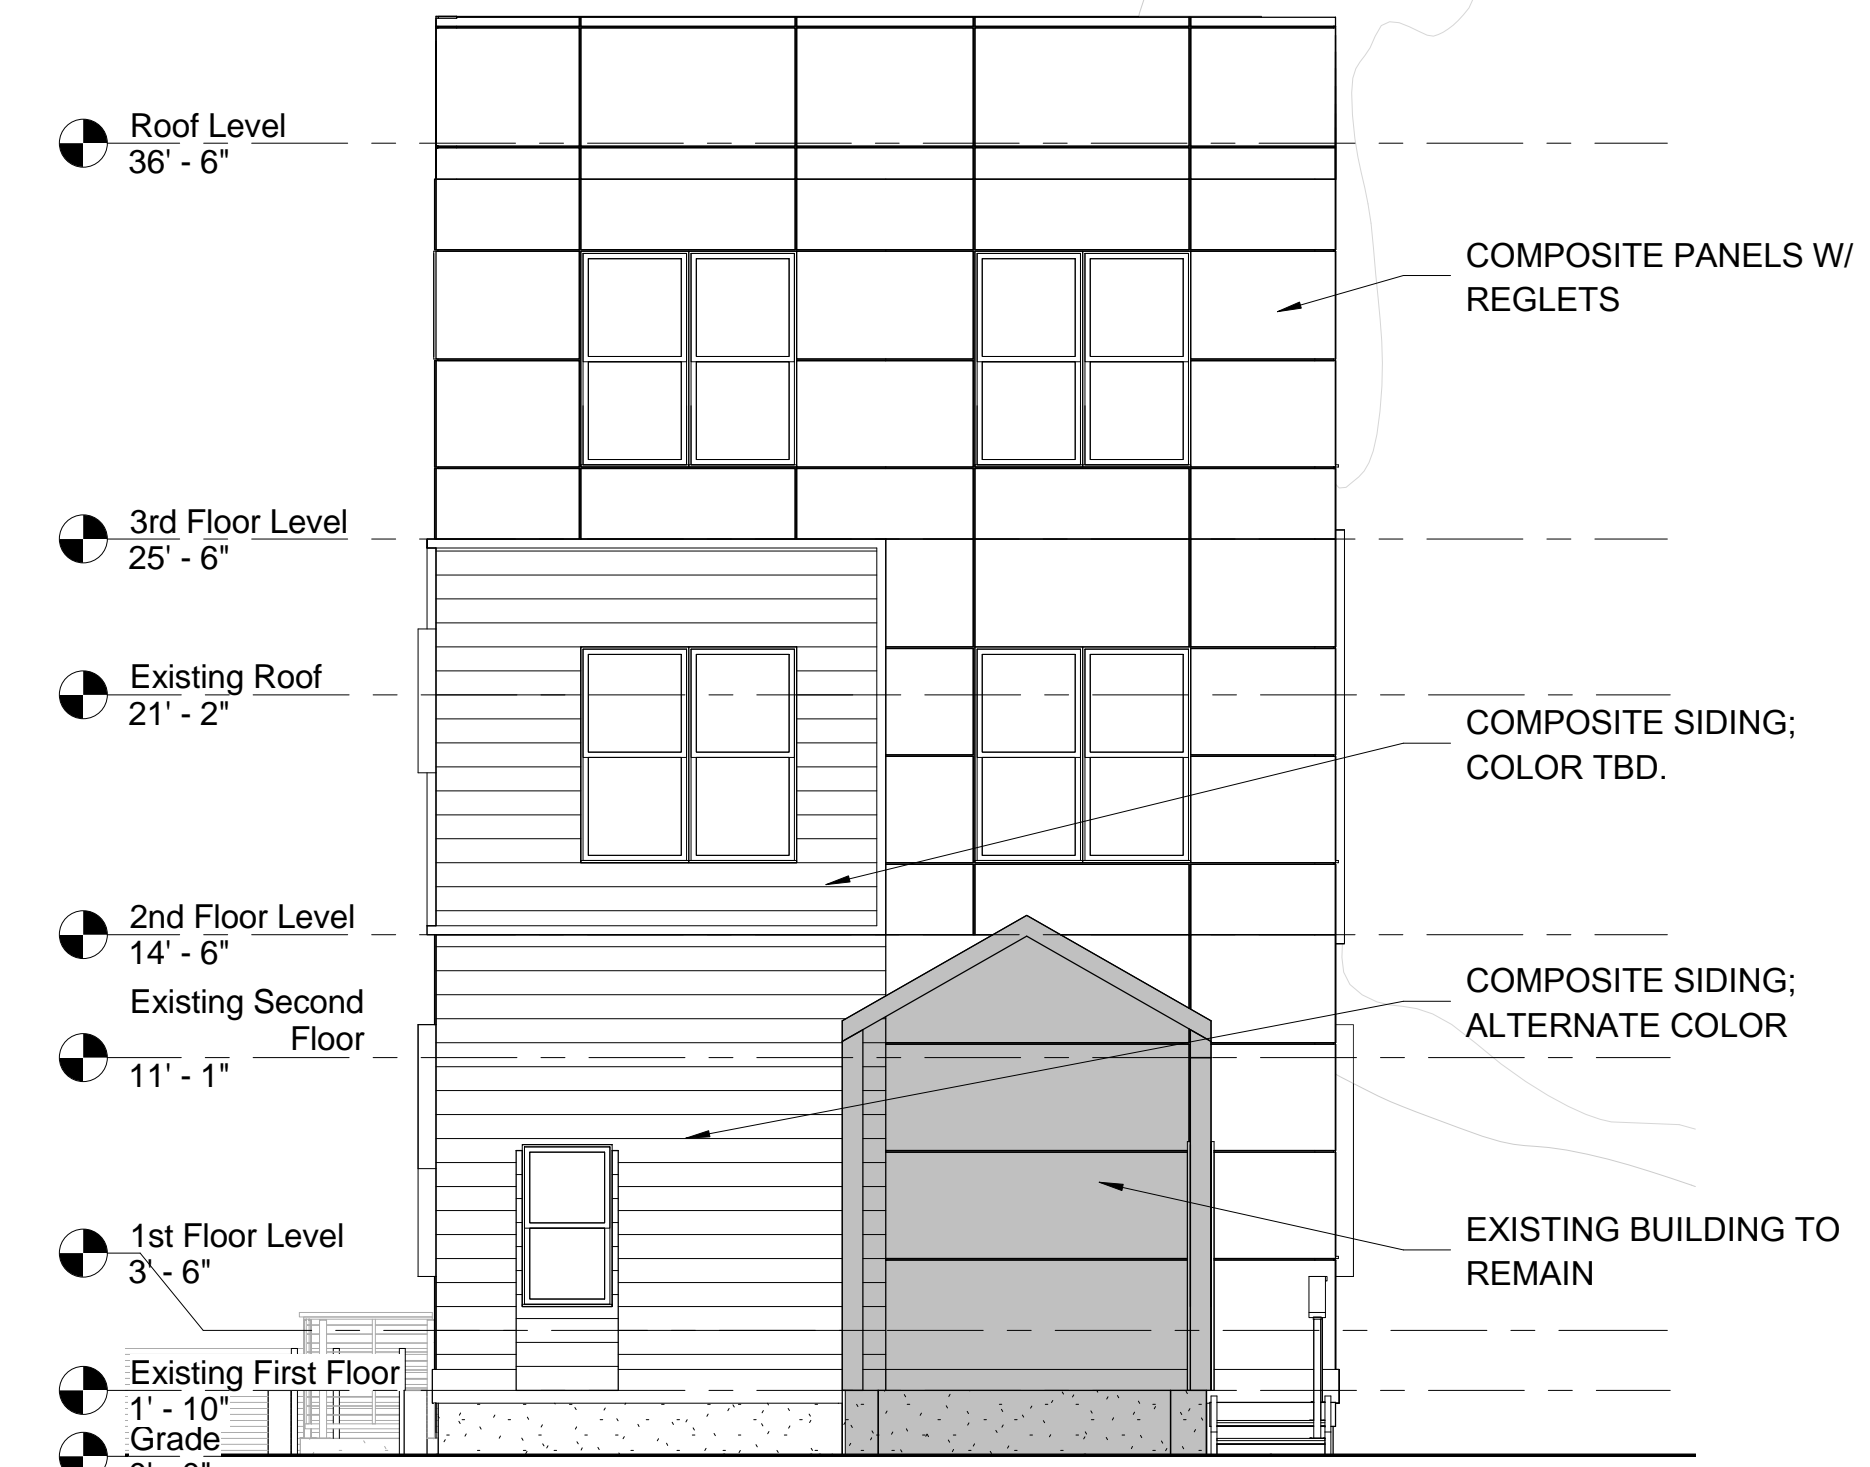 Roof Level
36' - 6"
COMPOSITE PANELS W/
REGLETS
3rd Floor Level
25' - 6"
Existing Roof
21' - 2"
COMPOSITE SIDING;
COLOR TBD.
2nd Floor Level
14' - 6"
Existing Second
Floor
11' - 1"
COMPOSITE SIDING;
ALTERNATE COLOR
1st Floor Level
3' - 6"
EXISTING BUILDING TO
REMAIN
Existing First Floor
1' - 10"
Grade